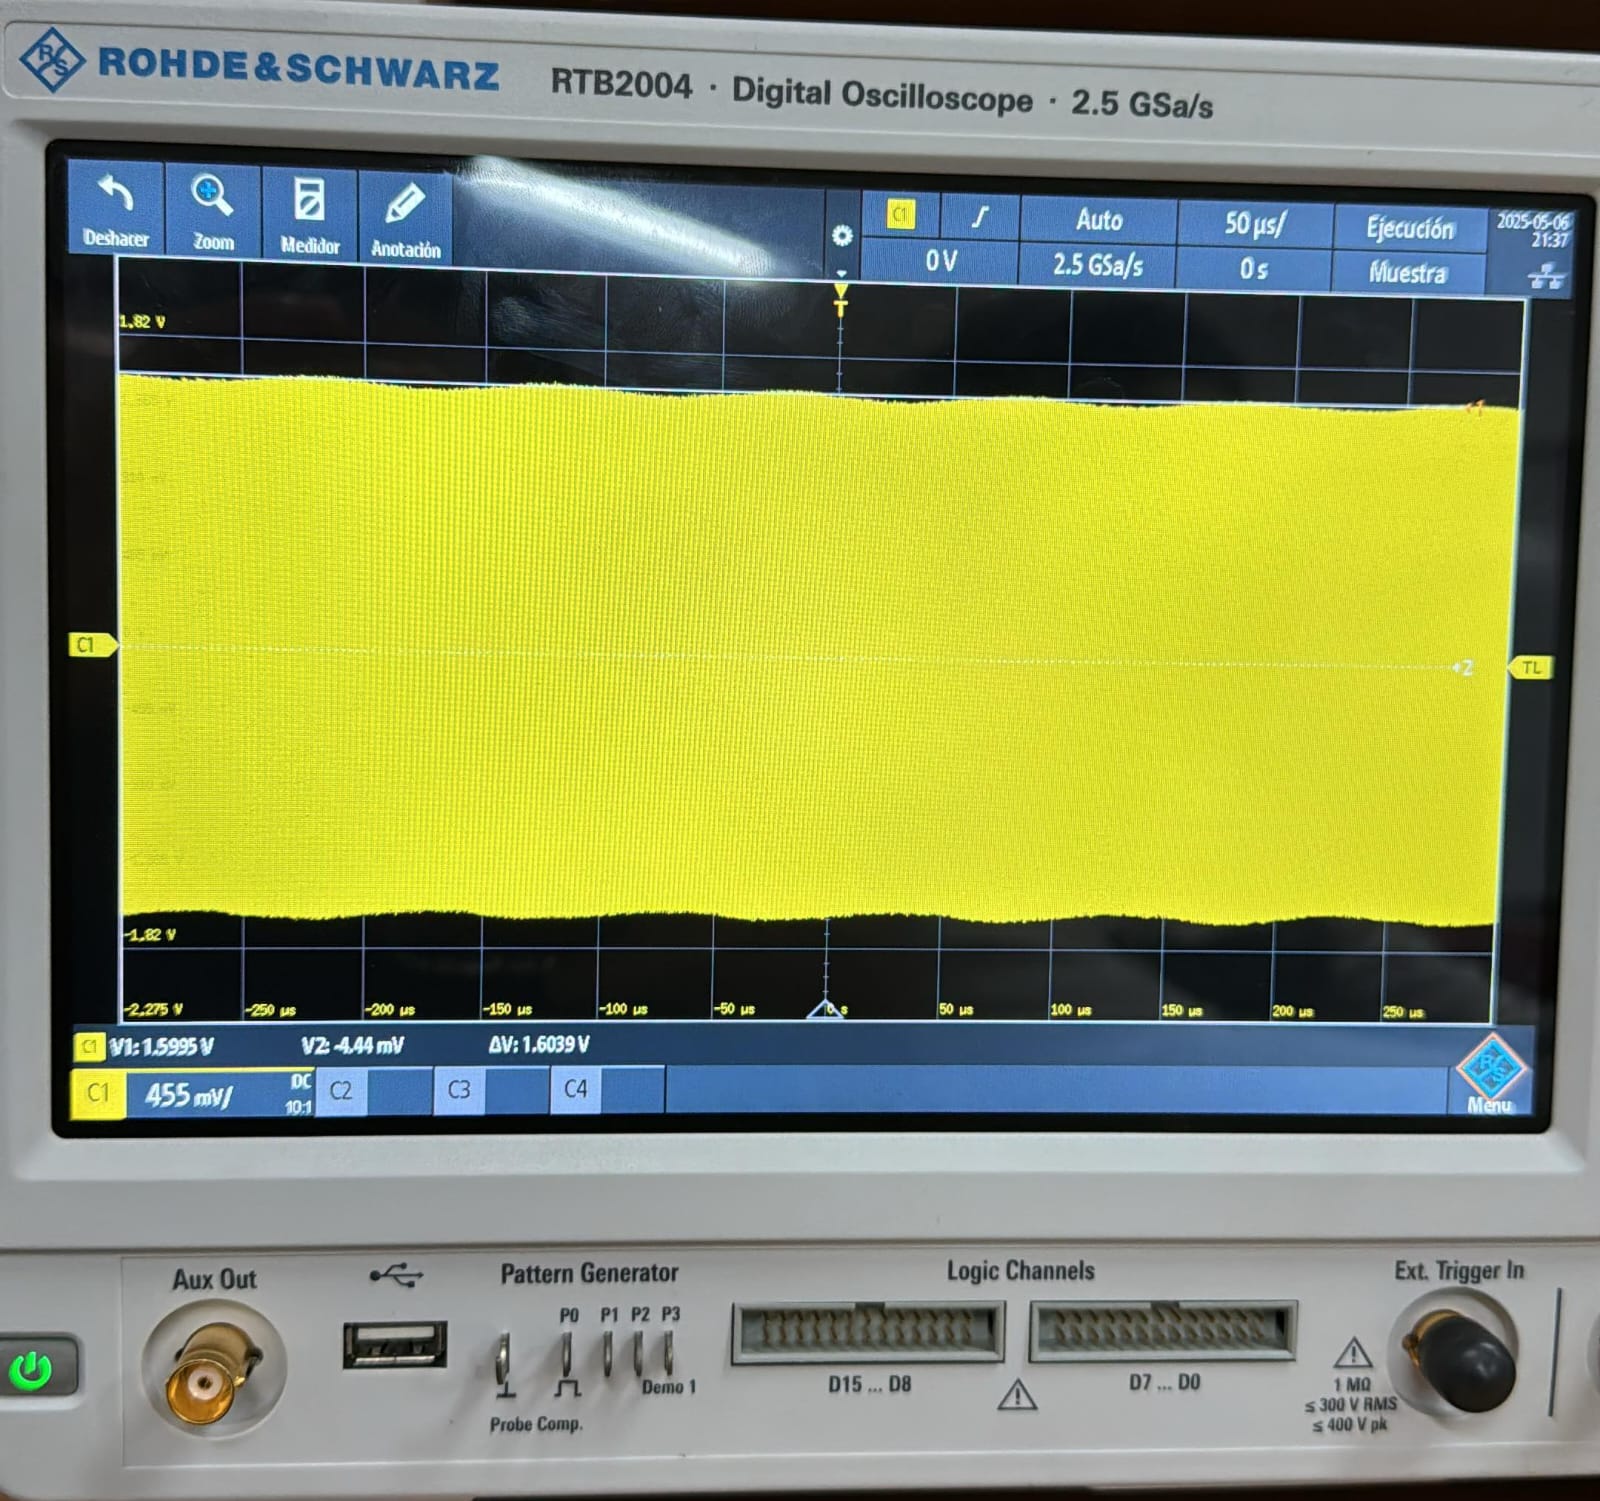 ROHDE&SCHWARZ RTB2004 · Digital Oscilloscope · 2.5 GSa/s
Deshacer Zoom Medidor Anotación
C1 Auto 50 µs/ Ejecución 2025-05-06
21:37
0 V 2.5 GSa/s 0 s Muestra
T
1.82 V
1
C1
2
TL
-1.82 V
-2.275 V -250 µs -200 µs -150 µs -100 µs -50 µs 0 s 50 µs 100 µs 150 µs 200 µs 250 µs
C1 V1: 1.5995 V V2: -4.44 mV ΔV: 1.6039 V
C1 455 mV/ DC
10:1
C2 C3 C4
Menu
Aux Out Pattern Generator Logic Channels Ext. Trigger In
P0 P1 P2 P3
Demo 1
Probe Comp.
D15 ... D8 D7 ... D0
1 MΩ
≤ 300 V RMS
≤ 400 V pk